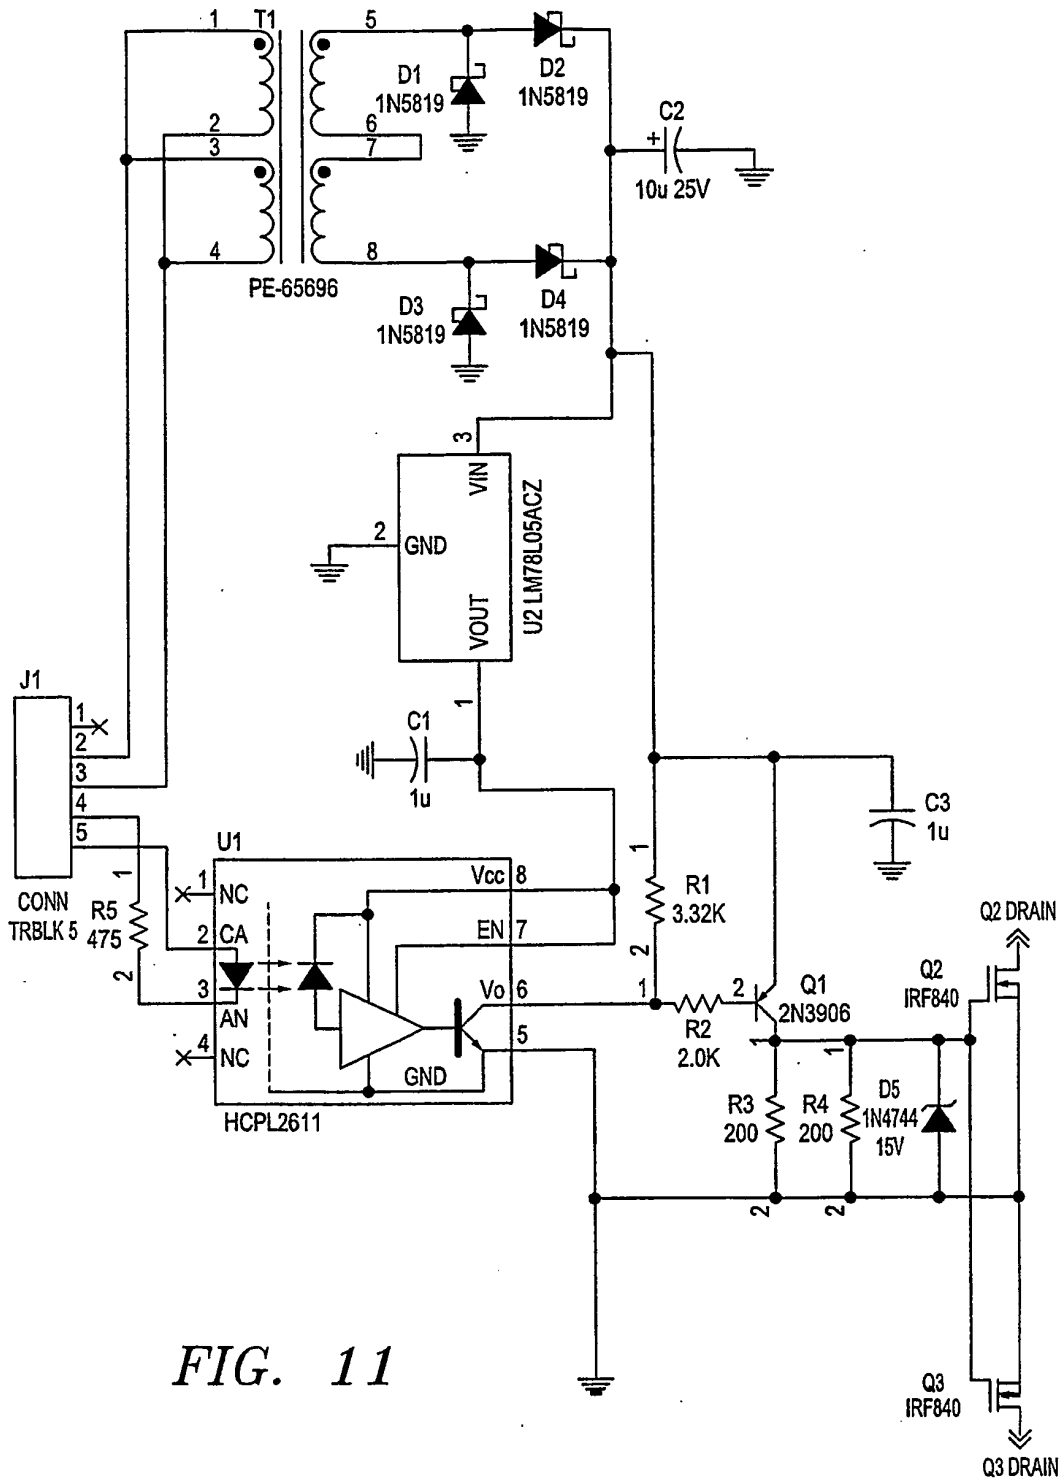 1 T1 5
D1
1N5819
D2
1N5819
2 6
3 7
C2
+
10u 25V
4 8
PE-65696
D3
1N5819
D4
1N5819
3
VIN
2
GND
VOUT
U2 LM78L05ACZ
1
J1
1
2
3
4
5
CONN
TRBLK 5
C1
1u
C3
1u
U1
1 NC
Vcc 8
1
R5
475
2
2 CA
EN 7
3
AN
Vo 6
4 NC
5
GND
HCPL2611
1
R1
3.32K
2
1
R2
2.0K
2
Q1
2N3906
1
1
R3
200
R4
200
D5
1N4744
15V
2
2
Q2 DRAIN
Q2
IRF840
Q3
IRF840
Q3 DRAIN
FIG. 11